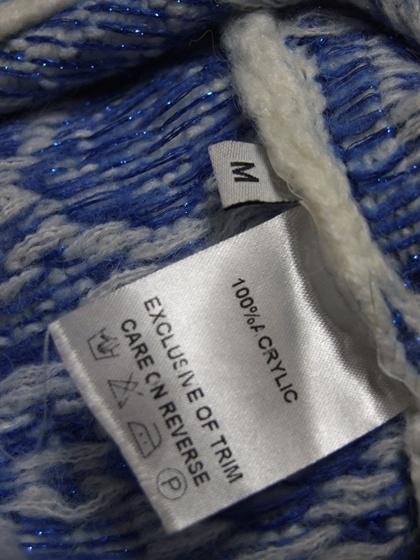 M
100% ACRYLIC
EXCLUSIVE OF TRIM
CARE ON REVERSE
P